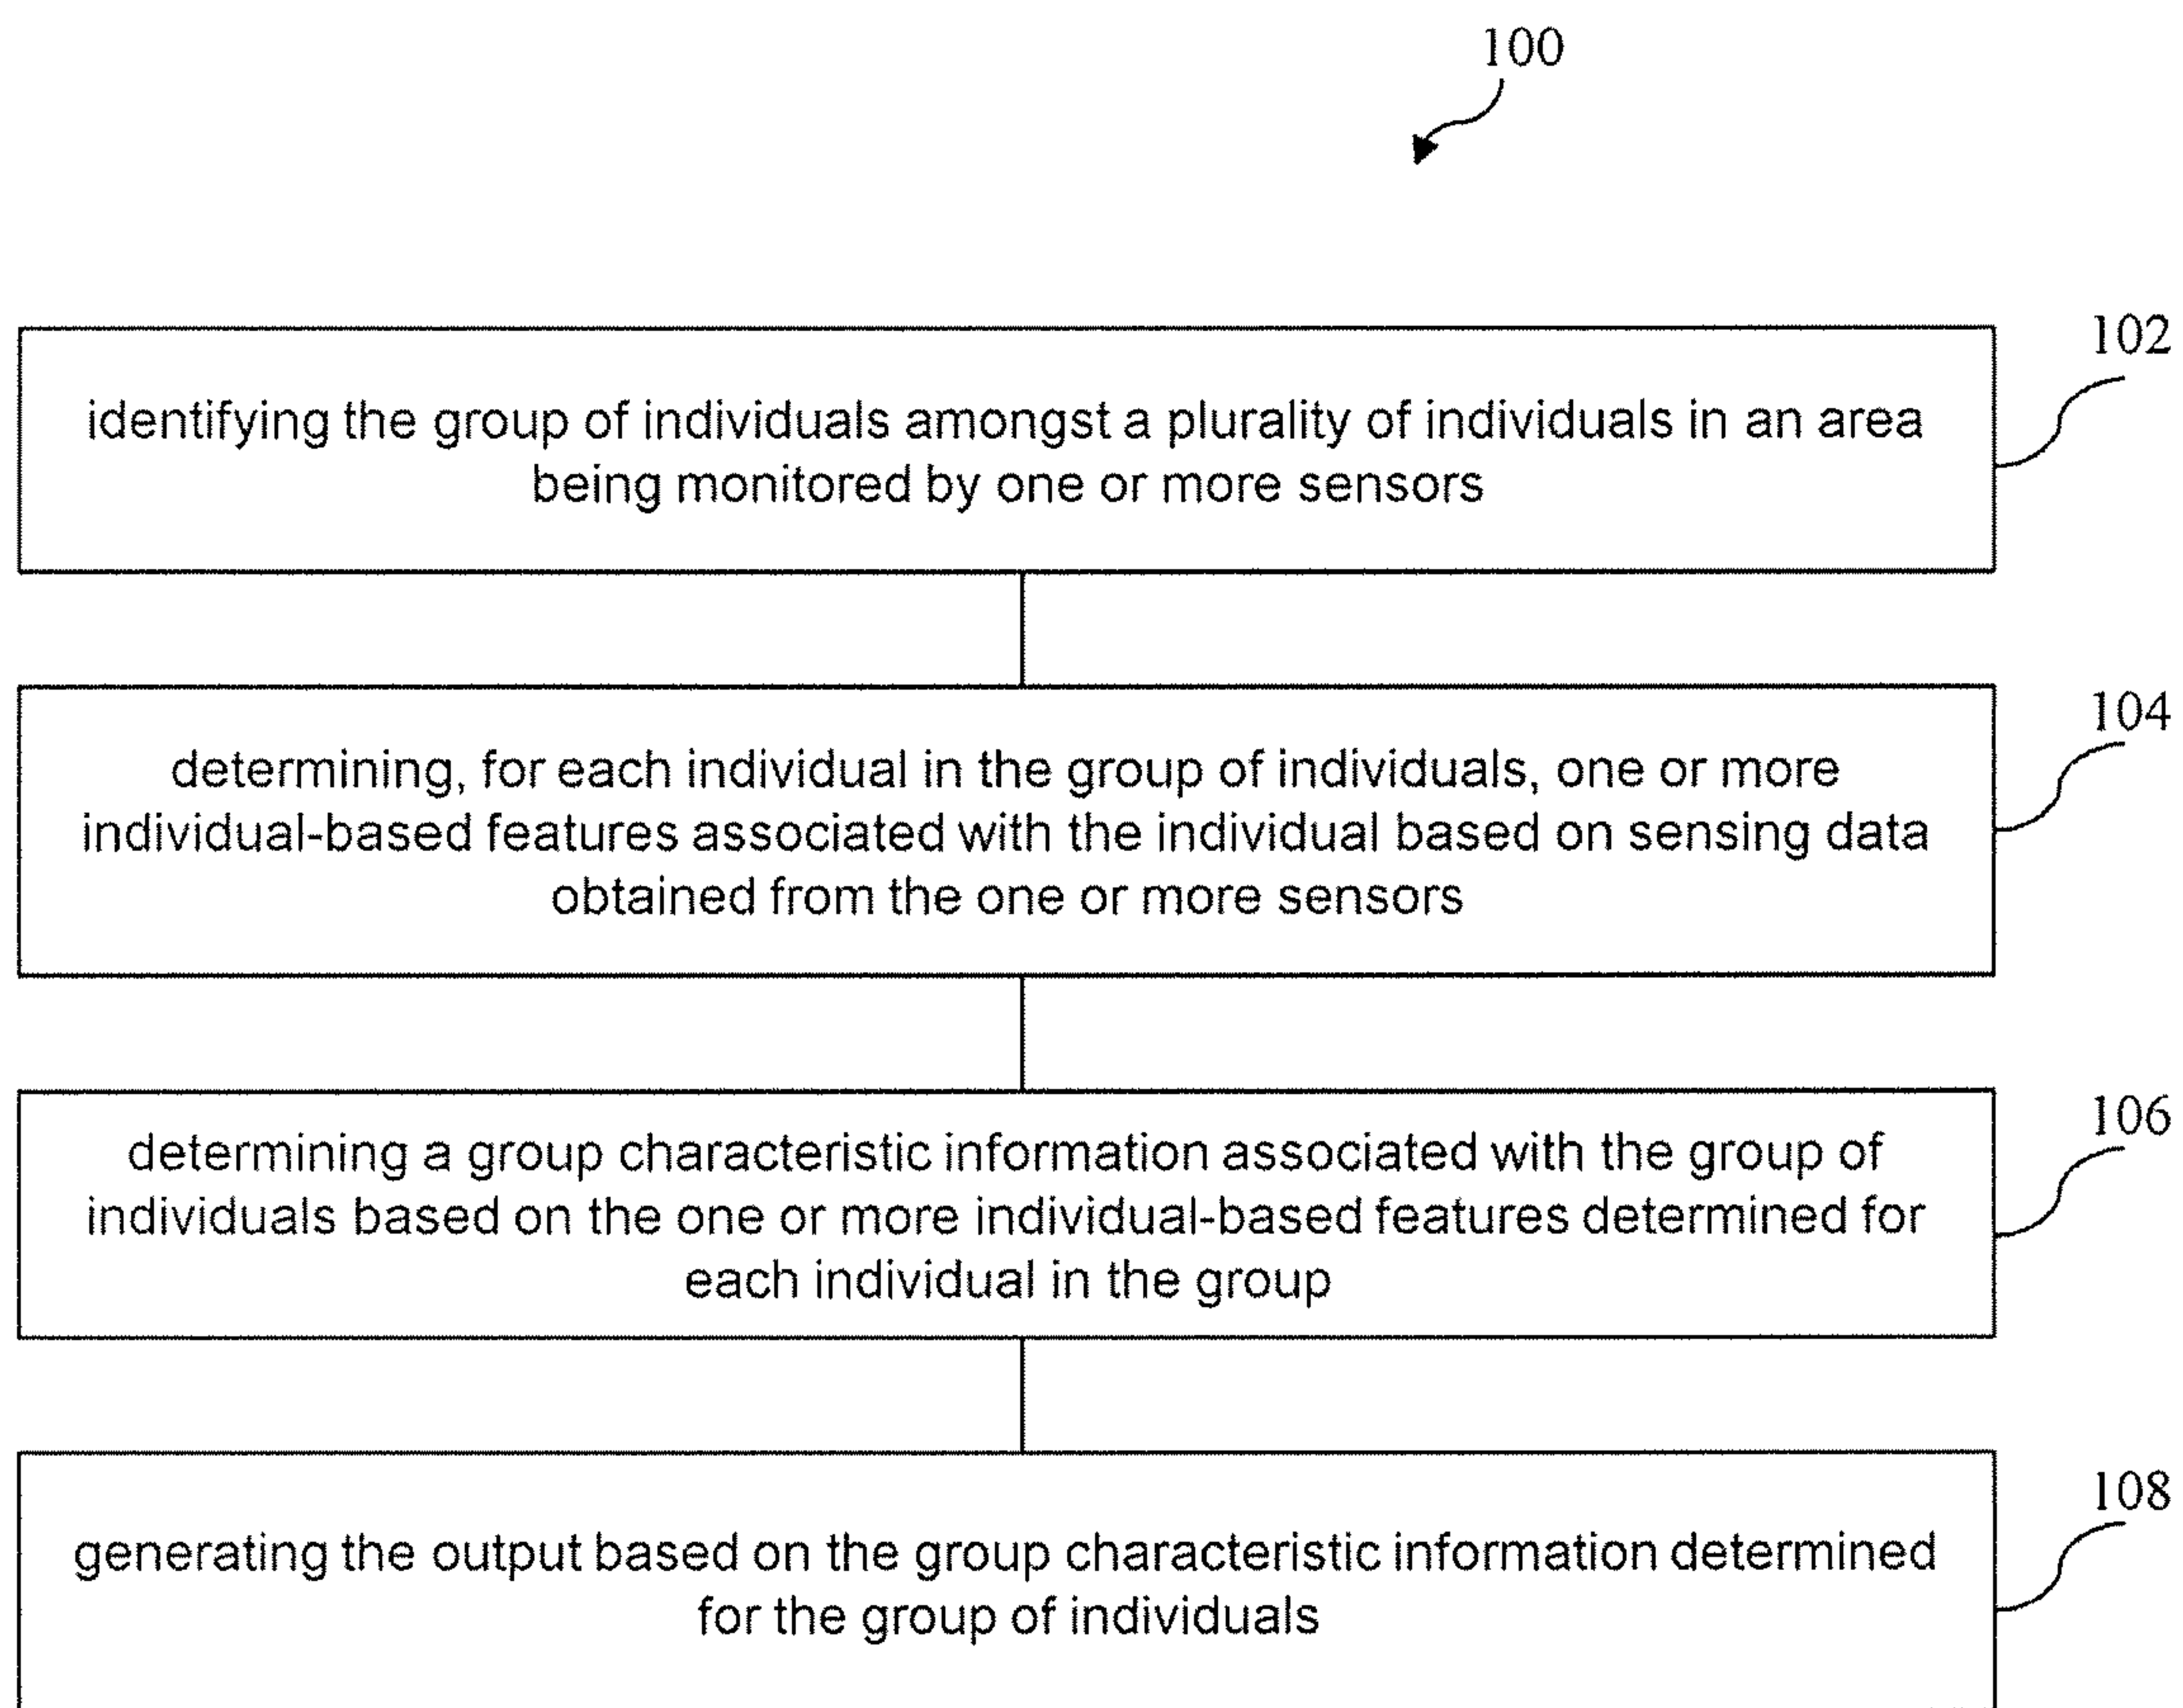 100
102
identifying the group of individuals amongst a plurality of individuals in an area
being monitored by one or more sensors
104
determining, for each individual in the group of individuals, one or more
individual-based features associated with the individual based on sensing data
obtained from the one or more sensors
106
determining a group characteristic information associated with the group of
individuals based on the one or more individual-based features determined for
each individual in the group
108
generating the output based on the group characteristic information determined
for the group of individuals